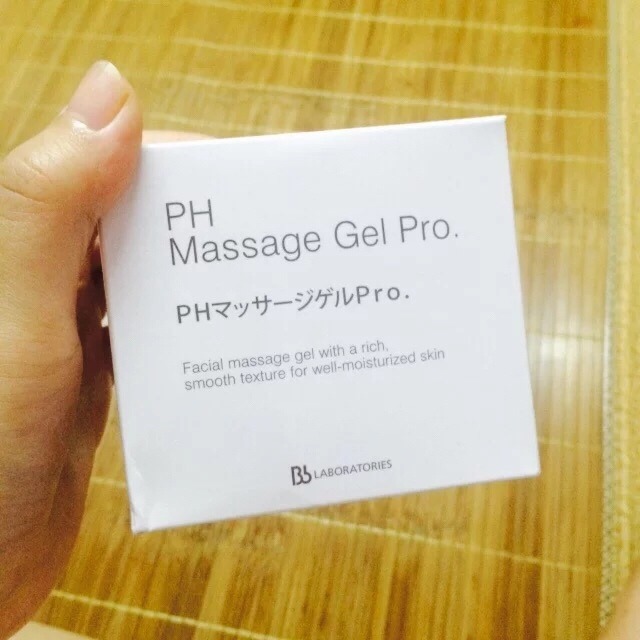 PH
Massage Gel Pro.
PHマッサージゲルPro.
Facial massage gel with a rich,
smooth texture for well-moisturized skin
Bb LABORATORIES